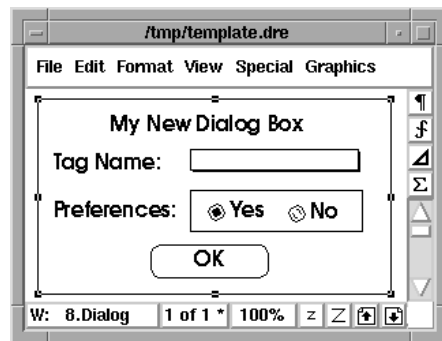 /tmp/template.dre
File Edit Format View Special Graphics
My New Dialog Box
Tag Name:
Preferences: Yes No
OK
W: 8.Dialog 1 of 1 * 100% z Z
¶
∮
Σ